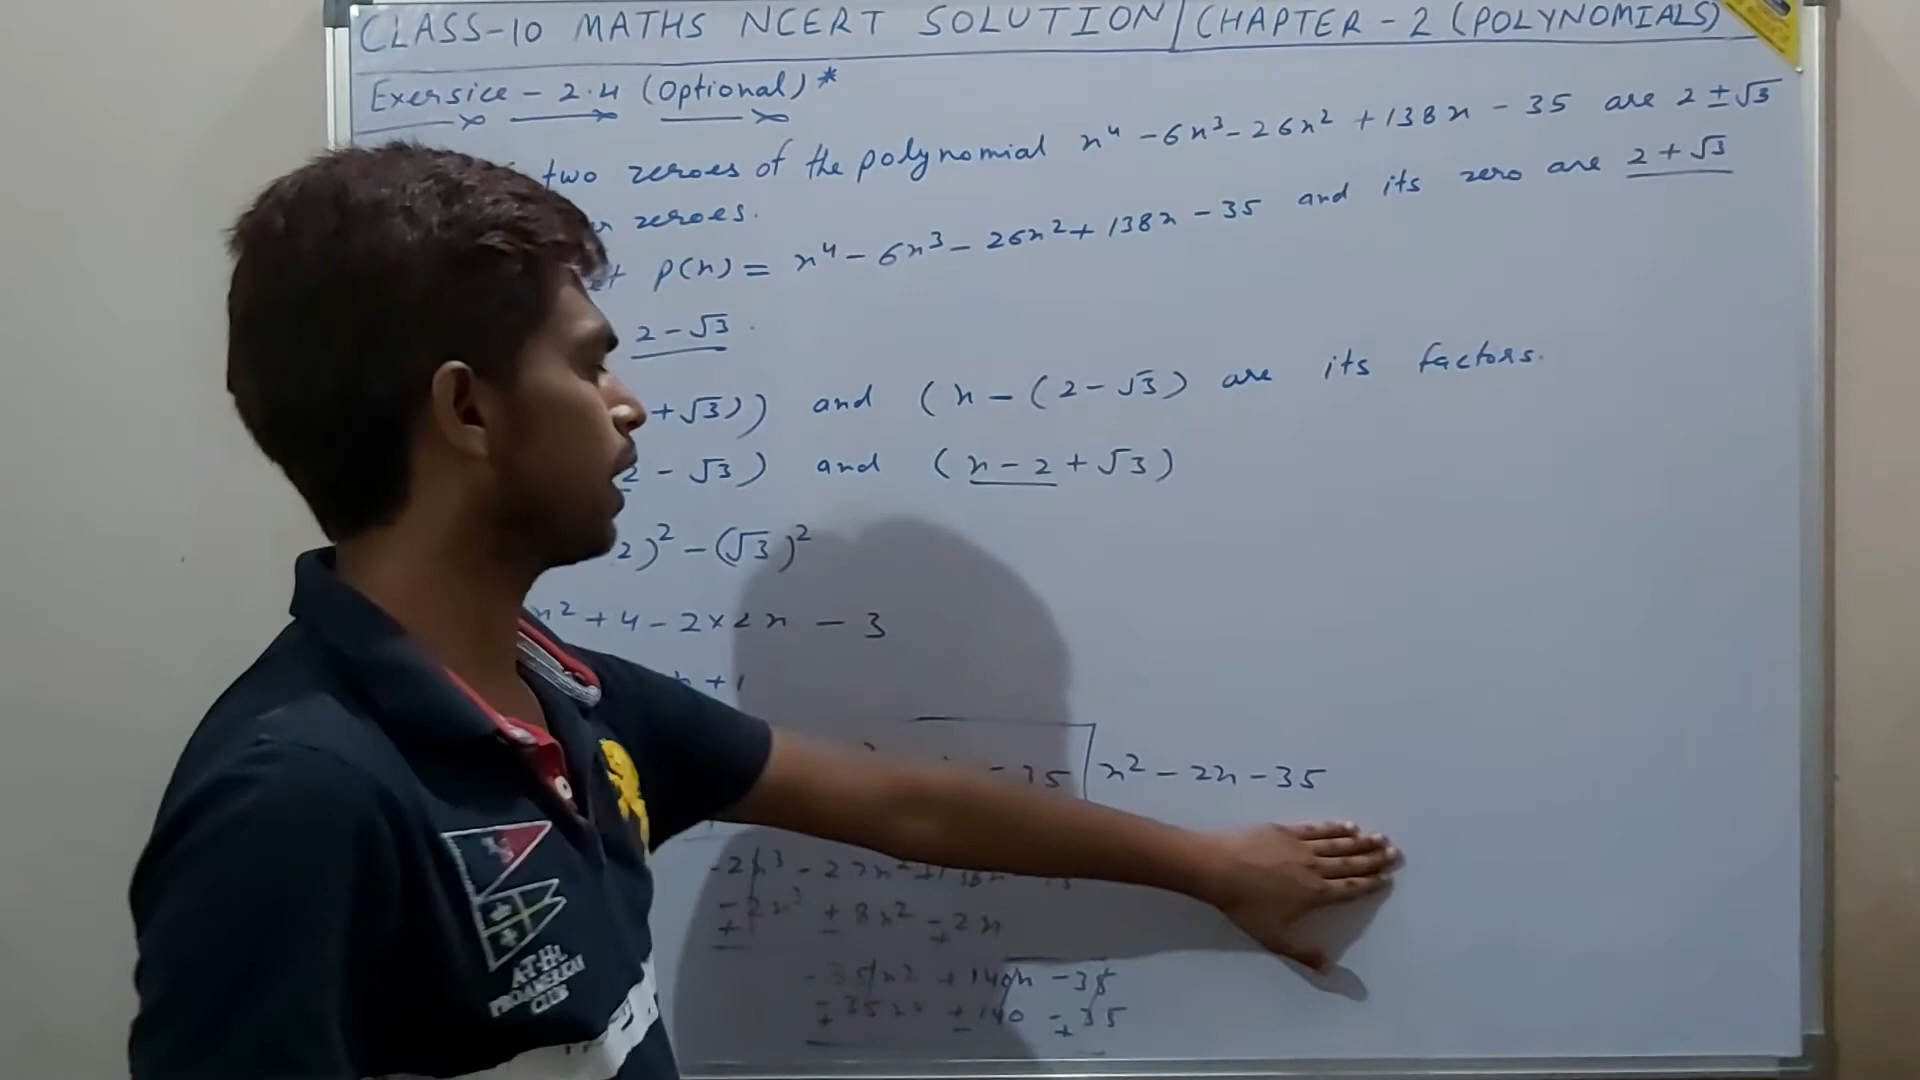 CLASS-10 MATHS NCERT SOLUTION | CHAPTER - 2 (POLYNOMIALS)
Exersice - 2.4 (Optional)*
two zeroes of the polynomial x⁴ - 6x³ - 26x² + 138x - 35 are 2 ± √3
zeroes.
p(x) = x⁴ - 6x³ - 26x² + 138x - 35 and its zero are 2 + √3
2 - √3.
+ √3)) and (x - (2 - √3) are its factors.
2 - √3) and (x - 2 + √3)
2)² - (√3)²
x² + 4 - 2 × 2x - 3
+ 1
- 35 | x² - 2x - 35
-2x³ - 27x² + 138x
- 2x³ ± 8x² - 2x
+
-35x² + 140x - 35
∓ 35x² ± 140 ∓ 35
A.T.H.L
PROAMERKAN
CLUB